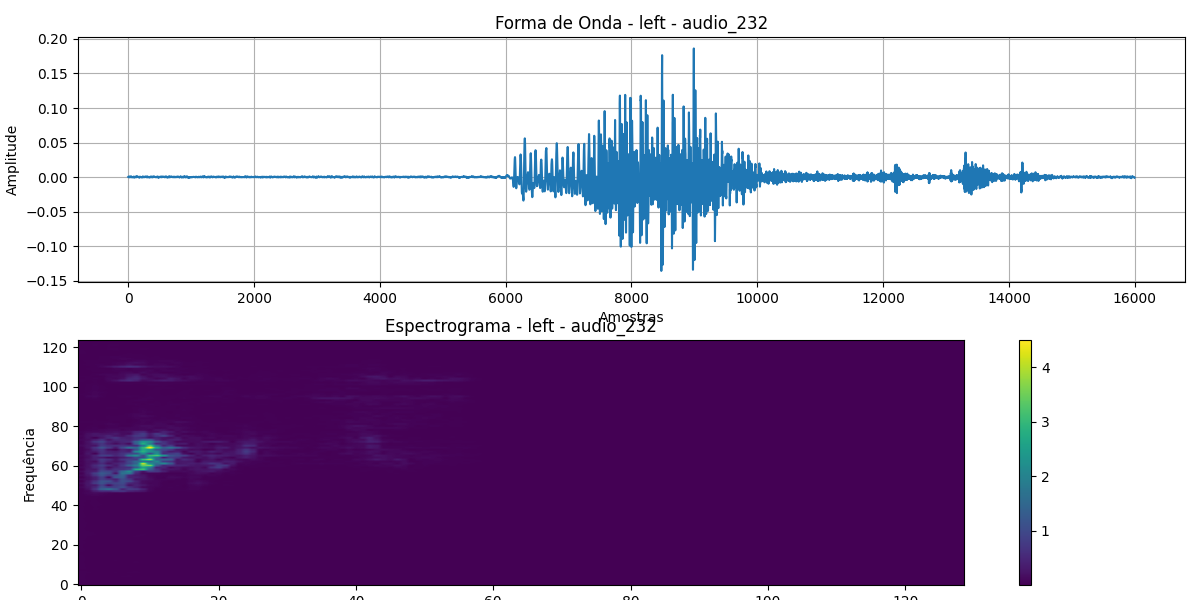 Forma de Onda - left - audio_232
0.20
0.15
0.10
0.05
0.00
−0.05
−0.10
−0.15
Amplitude
0 2000 4000 6000 8000 10000 12000 14000 16000
Amostras
Espectrograma - left - audio_232
120
100
80
60
40
20
0
Frequência
4
3
2
1
0 20 40 60 80 100 120